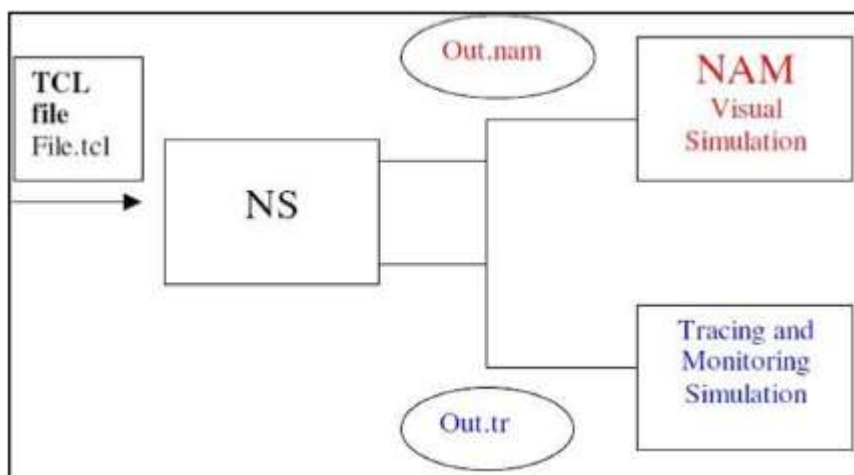 TCL
file
File.tcl
NS
Out.nam
NAM
Visual
Simulation
Out.tr
Tracing and
Monitoring
Simulation